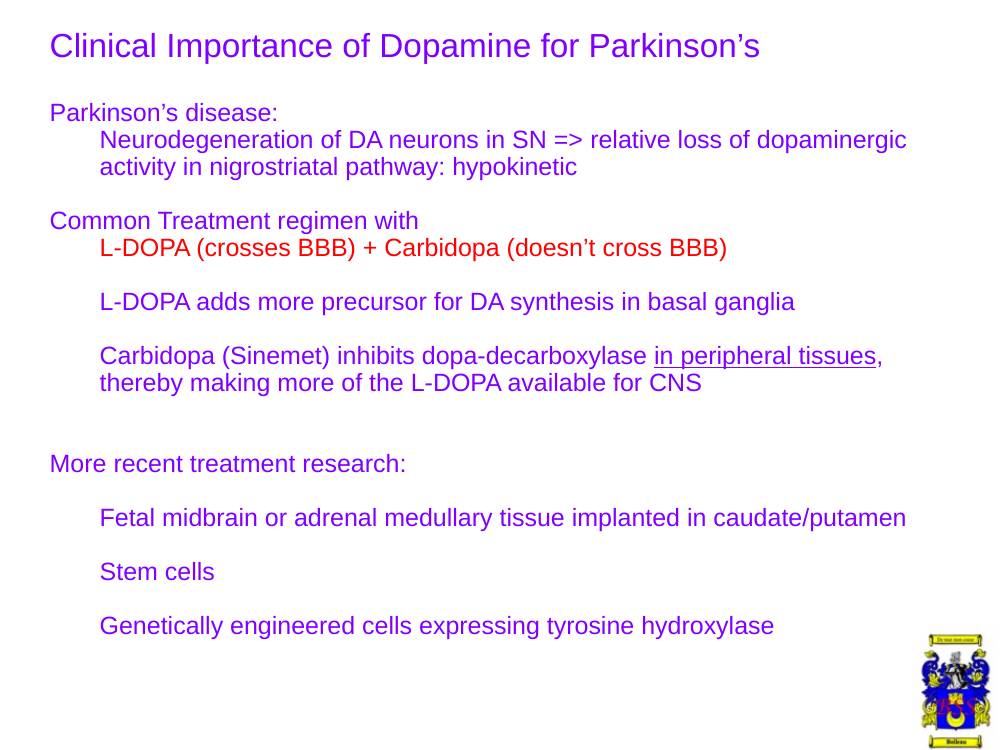 Clinical Importance of Dopamine for Parkinson’s
Parkinson’s disease:
Neurodegeneration of DA neurons in SN => relative loss of dopaminergic
activity in nigrostriatal pathway: hypokinetic
Common Treatment regimen with
L-DOPA (crosses BBB) + Carbidopa (doesn’t cross BBB)
L-DOPA adds more precursor for DA synthesis in basal ganglia
Carbidopa (Sinemet) inhibits dopa-decarboxylase in peripheral tissues,
thereby making more of the L-DOPA available for CNS
More recent treatment research:
Fetal midbrain or adrenal medullary tissue implanted in caudate/putamen
Stem cells
Genetically engineered cells expressing tyrosine hydroxylase